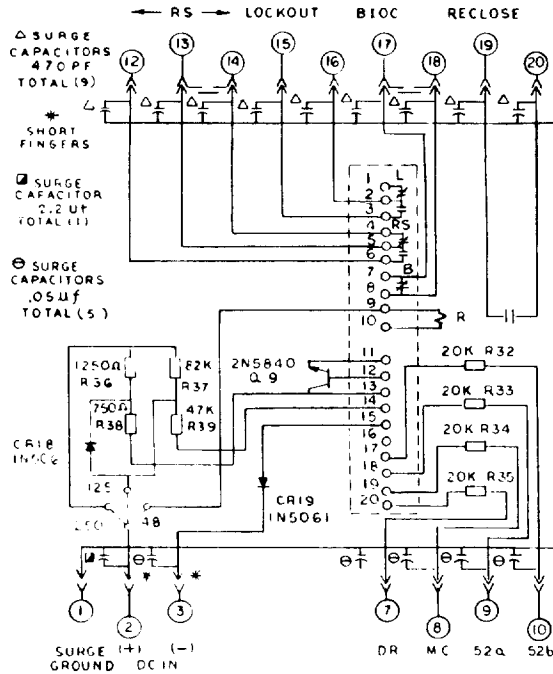 ← RS → LOCKOUT BIOC RECLOSE
△ SURGE
CAPACITORS
470 PF
TOTAL (9)
12 13 14 15 16 17 18 19 20
△ △ △ △ △ △ △
* SHORT
FINGERS
SURGE
CAPACITOR
2.2 Uf
TOTAL (1)
⊖ SURGE
CAPACITORS
.05µf
TOTAL (5)
1 L
2
3
4 RS
5
6
7 B
8
9
10 R
11
12
13
14
15
16
17
18
19
20
1250Ω
R36
82K
R37
2N5840
Q9
750Ω
R38
47K
R39
20K R32
20K R33
20K R34
20K R35
CR18
125
250 48
CR19
1N5061
⊖ * ⊖ * ⊖ ⊖ ⊖ ⊖
1 2 3 7 8 9 10
SURGE (+) (-)
GROUND DC IN
DR MC 52a 52b